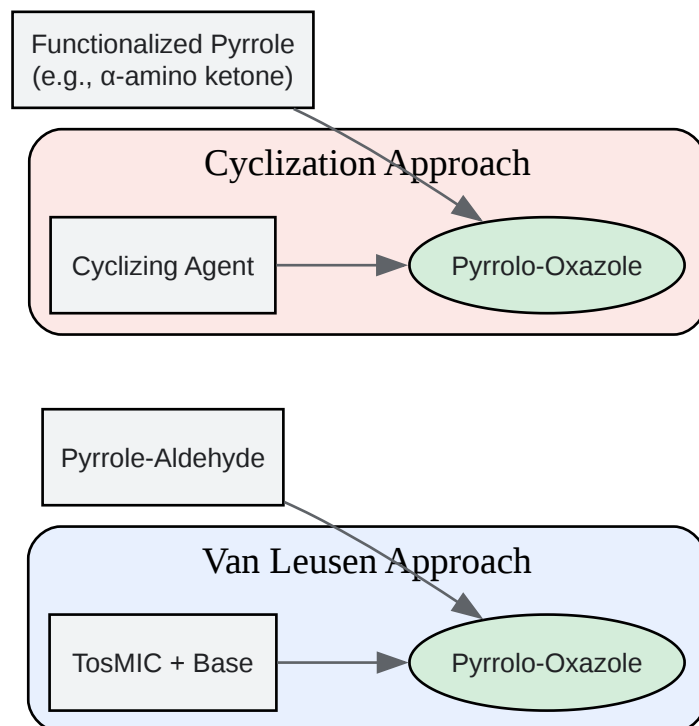 Functionalized Pyrrole
(e.g., α-amino ketone)
Cyclization Approach
Cyclizing Agent
Pyrrolo-Oxazole
Pyrrole-Aldehyde
Van Leusen Approach
TosMIC + Base
Pyrrolo-Oxazole